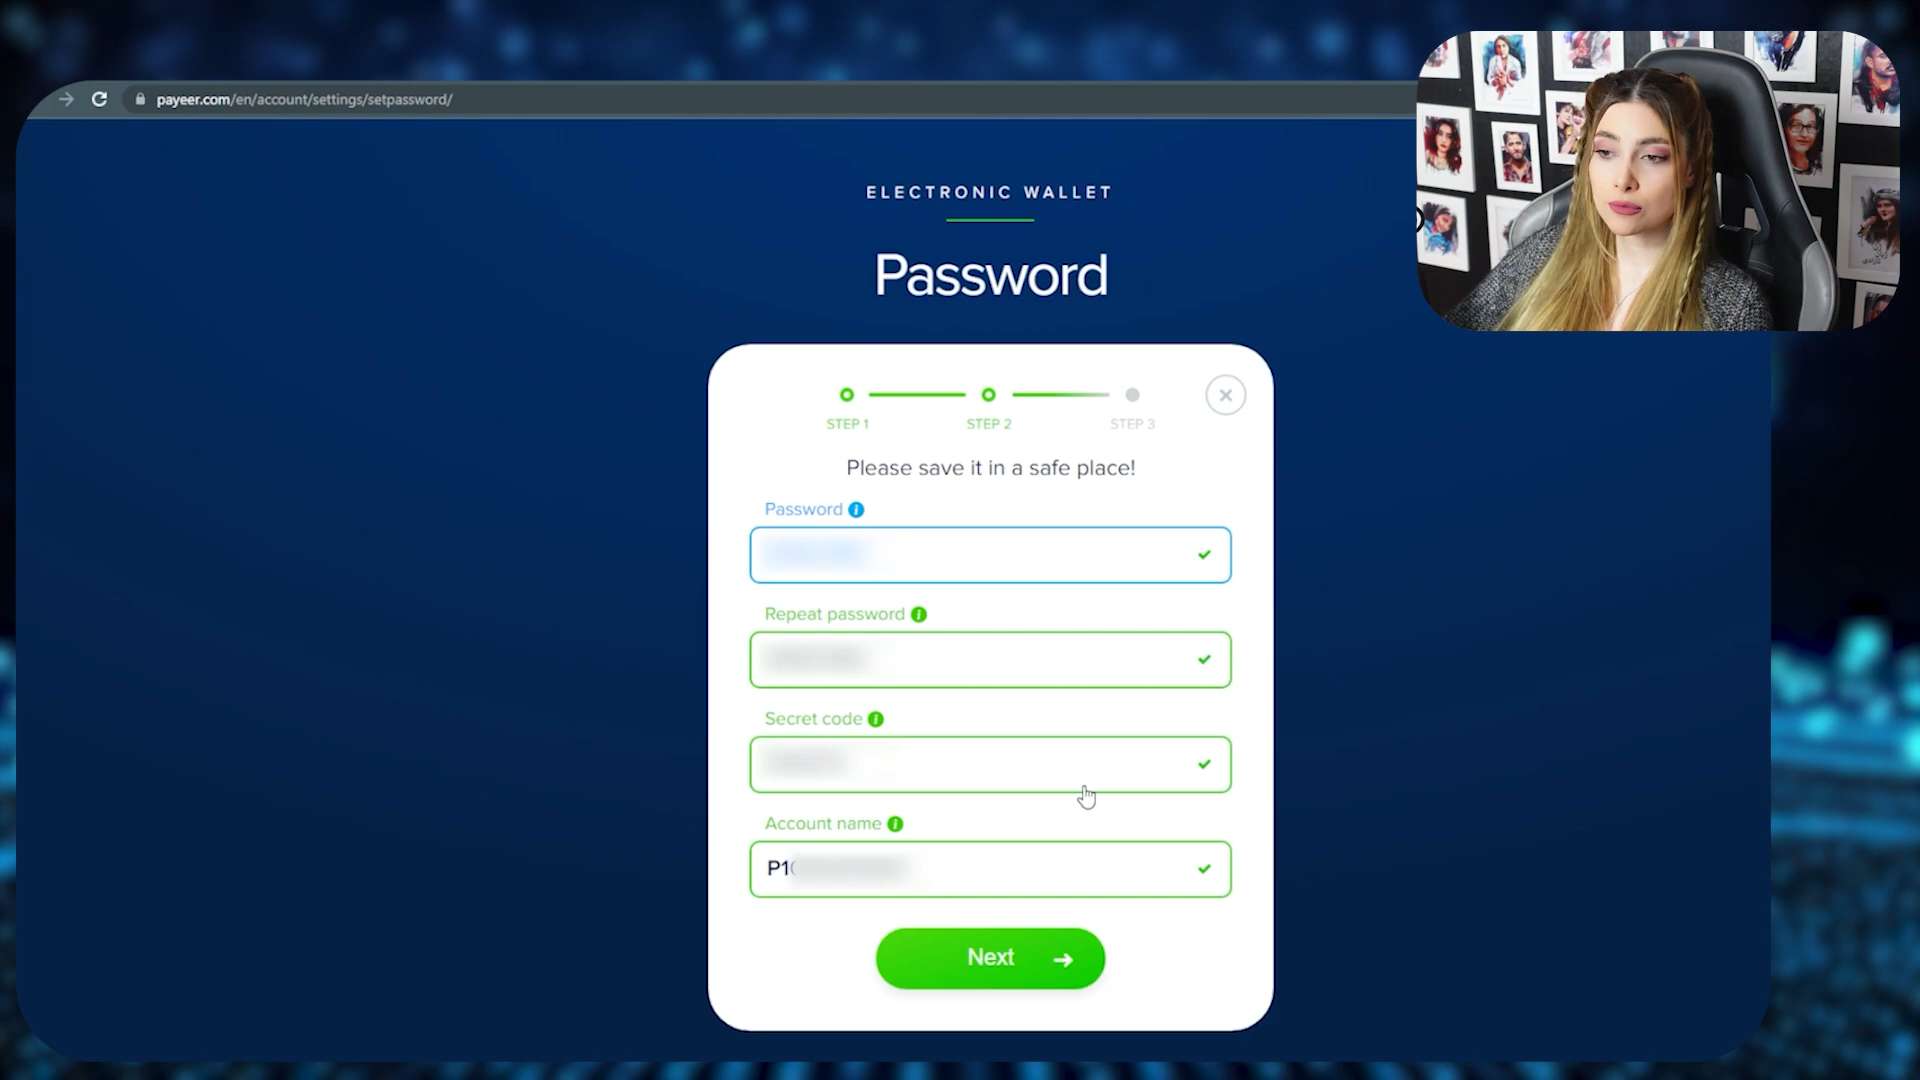 payeer.com/en/account/settings/setpassword/
ELECTRONIC WALLET
Password
STEP 1 STEP 2 STEP 3
Please save it in a safe place!
Password
Repeat password
Secret code
Account name
P1
Next